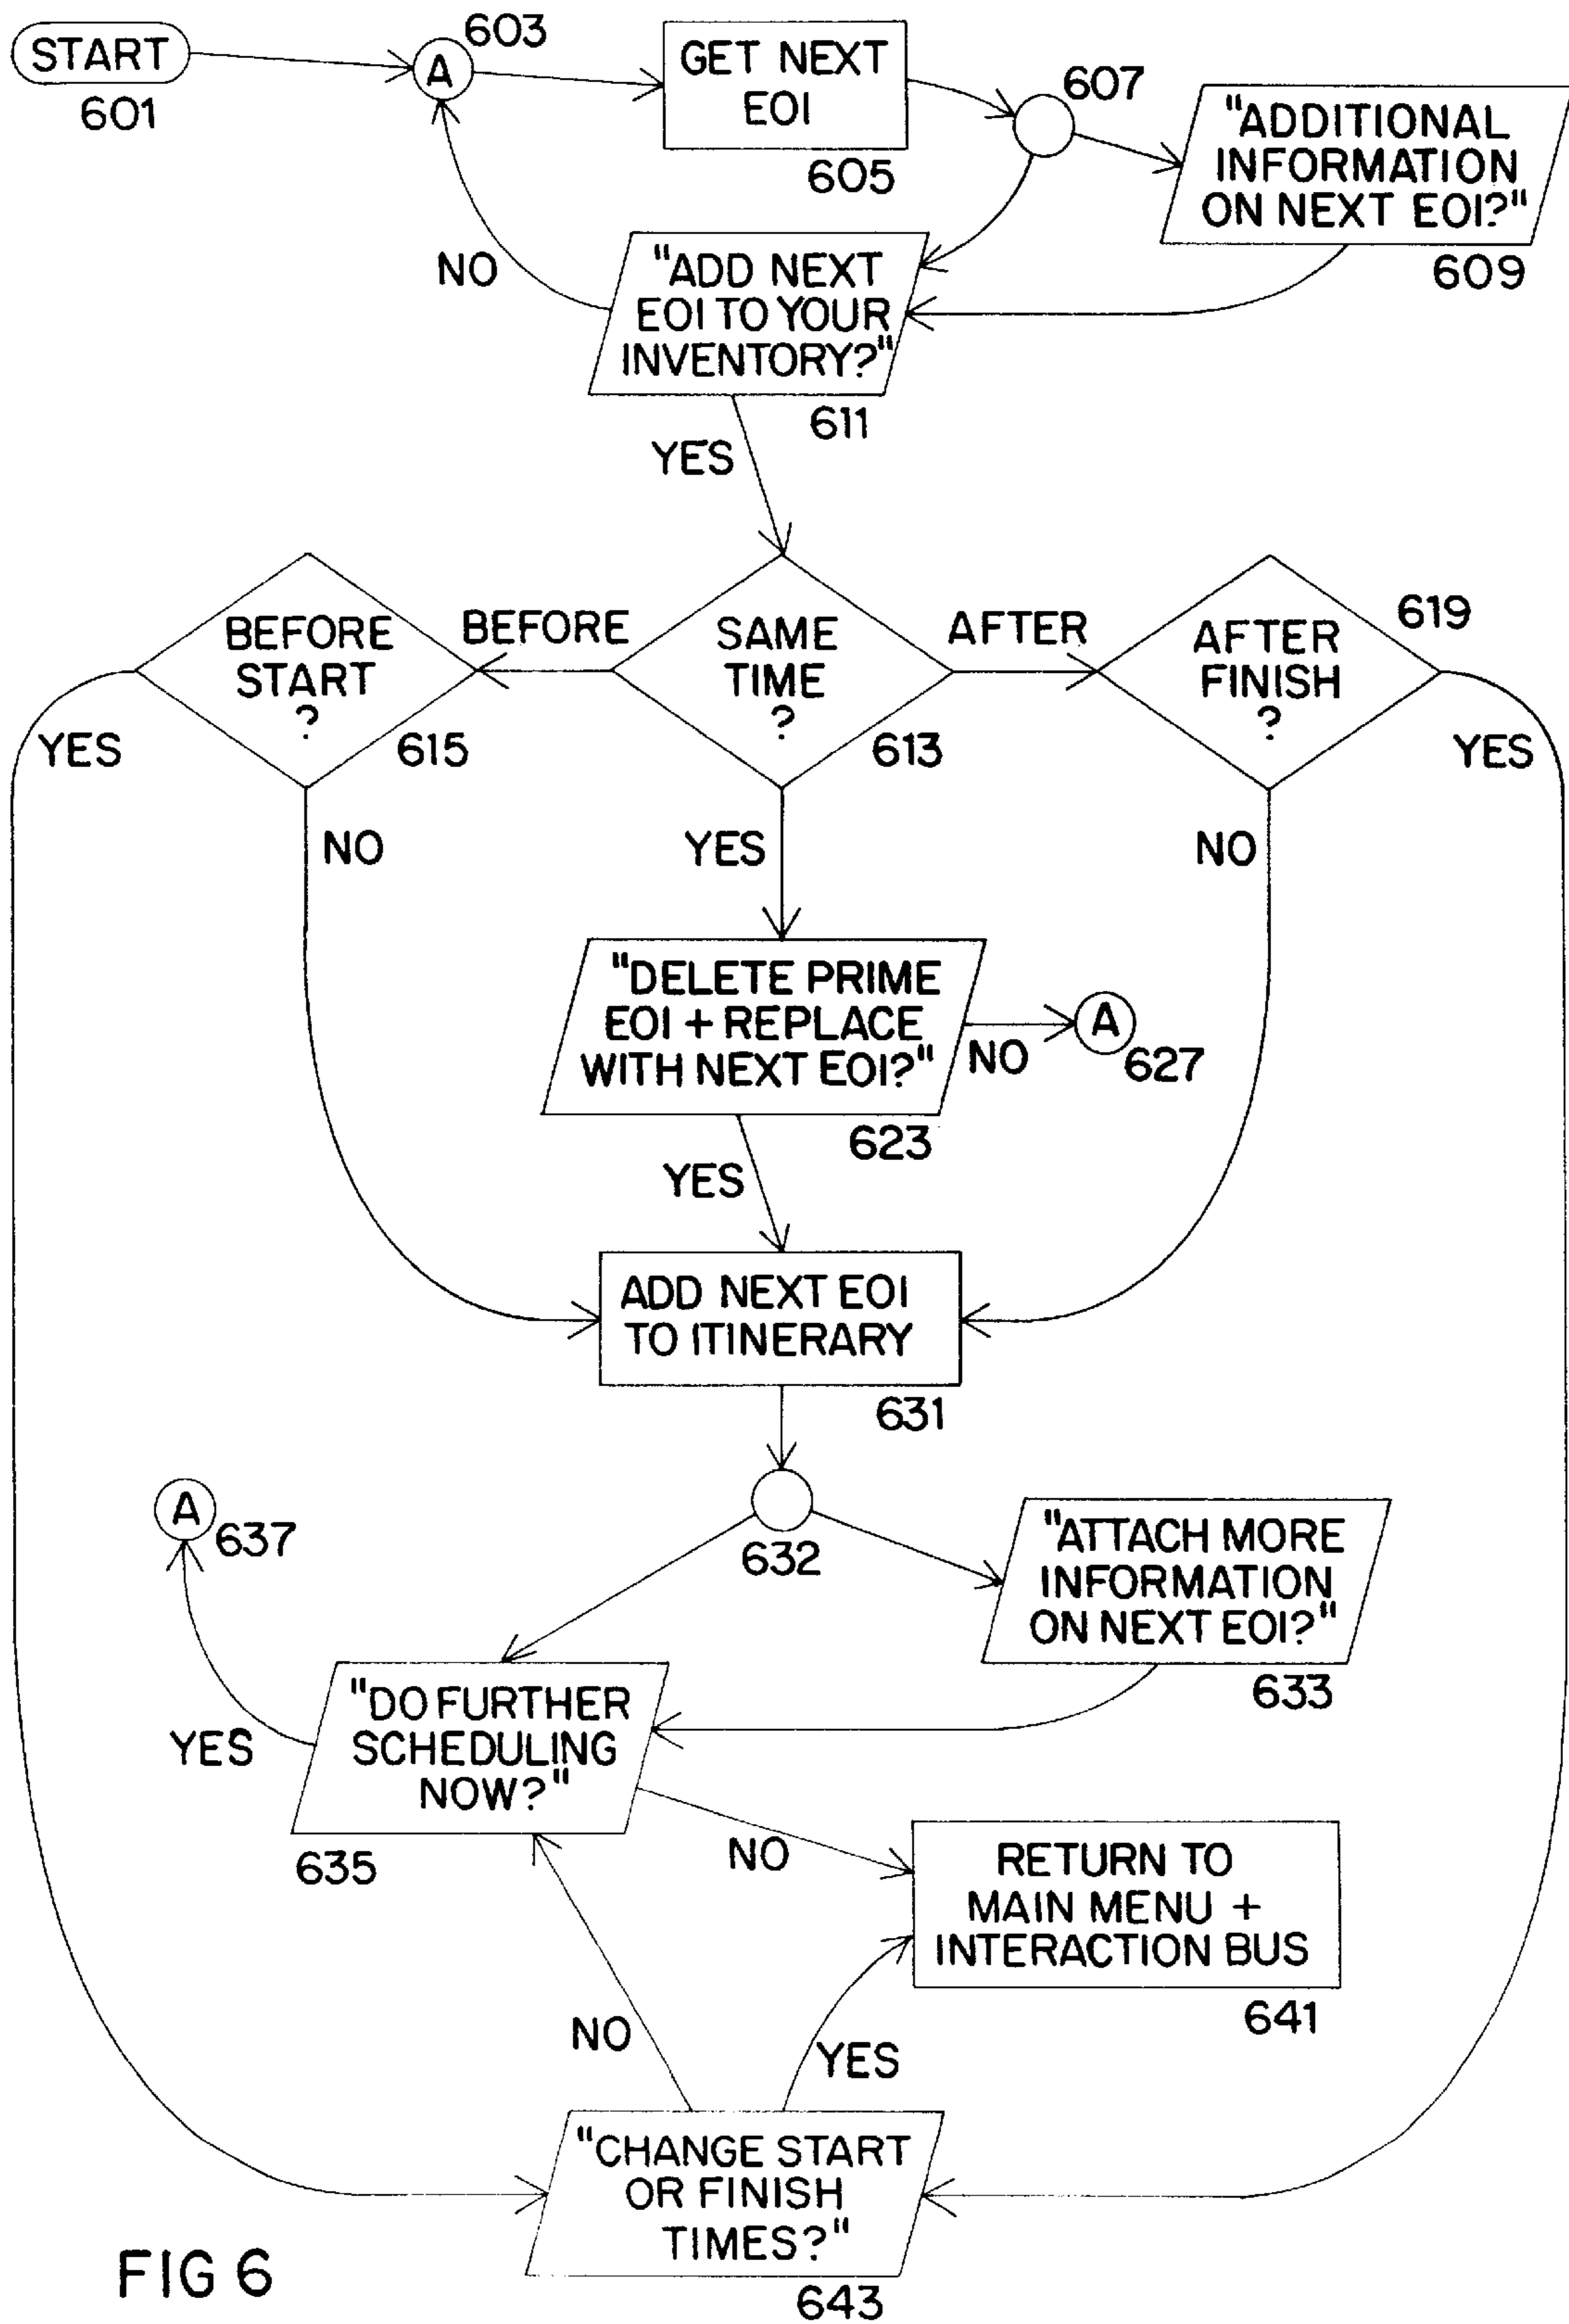 START
601
A
603
GET NEXT
EOI
605
607
"ADDITIONAL
INFORMATION
ON NEXT EOI?"
609
"ADD NEXT
EOI TO YOUR
INVENTORY?"
611
NO
YES
BEFORE
START
?
615
BEFORE
SAME
TIME
?
613
AFTER
AFTER
FINISH
?
619
YES
NO
YES
NO
YES
"DELETE PRIME
EOI + REPLACE
WITH NEXT EOI?"
623
NO
A
627
YES
ADD NEXT EOI
TO ITINERARY
631
632
A
637
"ATTACH MORE
INFORMATION
ON NEXT EOI?"
633
YES
"DO FURTHER
SCHEDULING
NOW?"
635
NO
RETURN TO
MAIN MENU +
INTERACTION BUS
641
NO
YES
"CHANGE START
OR FINISH
TIMES?"
643
FIG 6